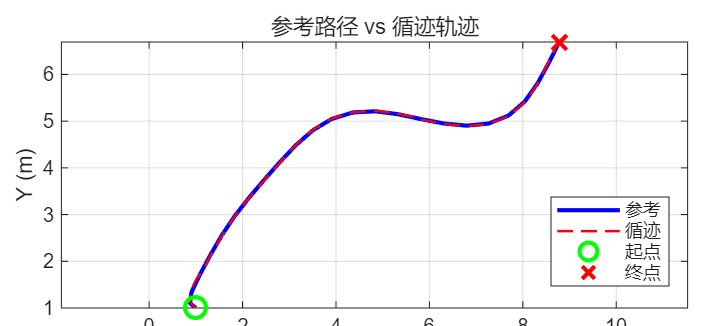 参考路径 vs 循迹轨迹
6
5
4
3
2
1
Y (m)
参考
循迹
起点
终点
0 2 4 6 8 10